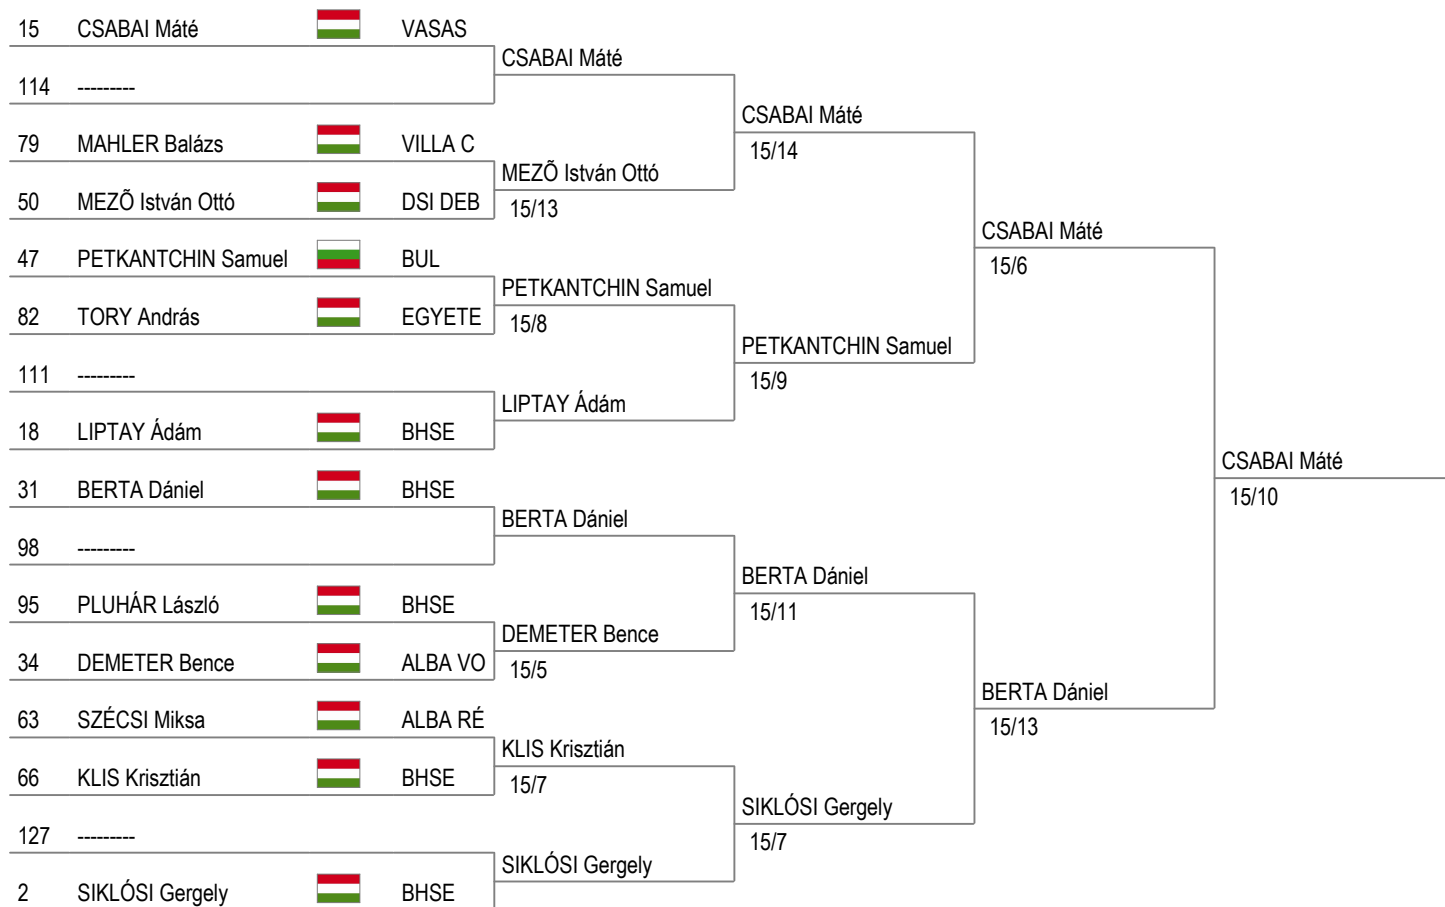 15 CSABAI Máté VASAS
114 ---------
79 MAHLER Balázs VILLA C
50 MEZÕ István Ottó DSI DEB
47 PETKANTCHIN Samuel BUL
82 TORY András EGYETE
111 ---------
18 LIPTAY Ádám BHSE
31 BERTA Dániel BHSE
98 ---------
95 PLUHÁR László BHSE
34 DEMETER Bence ALBA VO
63 SZÉCSI Miksa ALBA RÉ
66 KLIS Krisztián BHSE
127 ---------
2 SIKLÓSI Gergely BHSE
CSABAI Máté
MEZÕ István Ottó
15/13
PETKANTCHIN Samuel
15/8
LIPTAY Ádám
BERTA Dániel
DEMETER Bence
15/5
KLIS Krisztián
15/7
SIKLÓSI Gergely
CSABAI Máté
15/14
PETKANTCHIN Samuel
15/9
BERTA Dániel
15/11
SIKLÓSI Gergely
15/7
CSABAI Máté
15/6
BERTA Dániel
15/13
CSABAI Máté
15/10